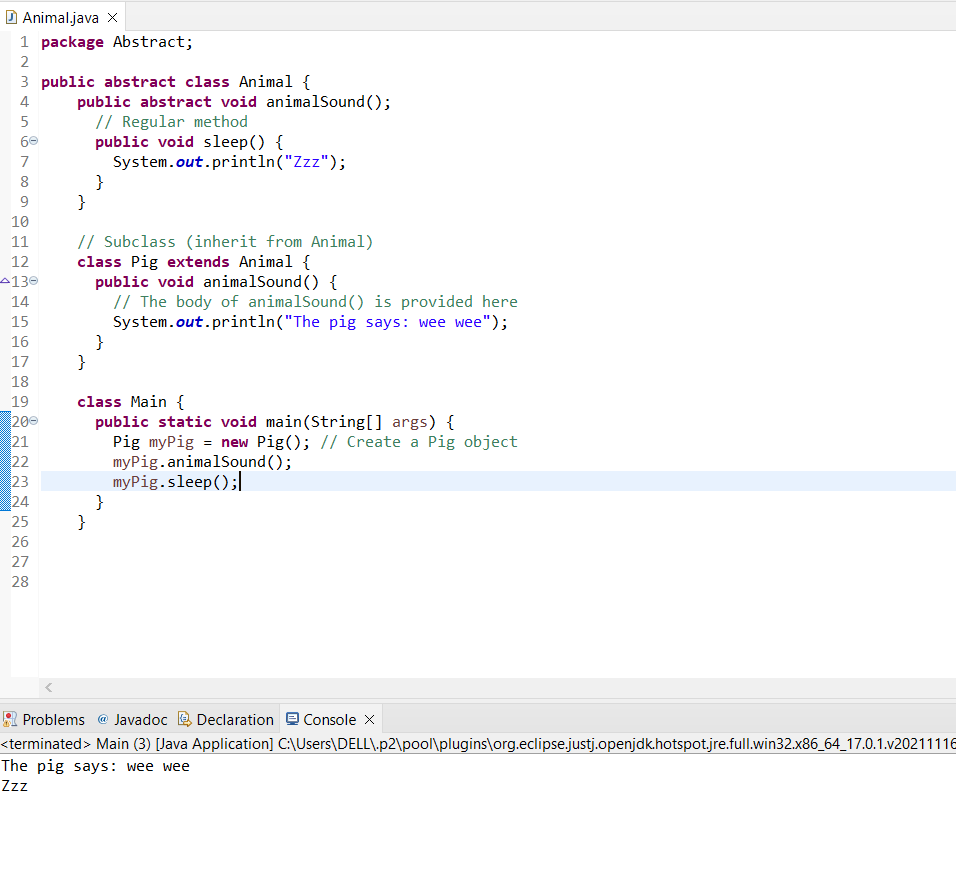 Animal.java
1 package Abstract;
2
3 public abstract class Animal {
4     public abstract void animalSound();
5       // Regular method
6       public void sleep() {
7         System.out.println("Zzz");
8       }
9     }
10
11     // Subclass (inherit from Animal)
12     class Pig extends Animal {
13       public void animalSound() {
14         // The body of animalSound() is provided here
15         System.out.println("The pig says: wee wee");
16       }
17     }
18
19     class Main {
20       public static void main(String[] args) {
21         Pig myPig = new Pig(); // Create a Pig object
22         myPig.animalSound();
23         myPig.sleep();
24       }
25     }
26
27
28
Problems @ Javadoc Declaration Console
<terminated> Main (3) [Java Application] C:\Users\DELL\.p2\pool\plugins\org.eclipse.justj.openjdk.hotspot.jre.full.win32.x86_64_17.0.1.v20211116
The pig says: wee wee
Zzz